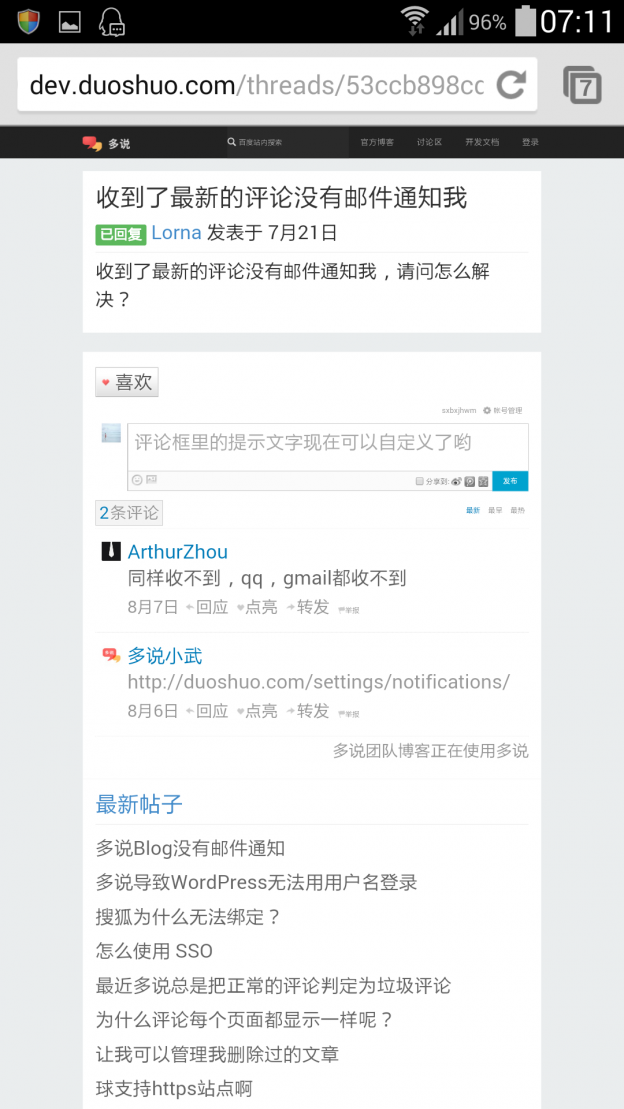 96% 07:11
dev.duoshuo.com/threads/53ccb898cc
7
多说 百度站内搜索 官方博客 讨论区 开发文档 登录
收到了最新的评论没有邮件通知我
已回复 Lorna 发表于 7月21日
收到了最新的评论没有邮件通知我，请问怎么解
决？
喜欢
sxbxjhwm 帐号管理
评论框里的提示文字现在可以自定义了哟
分享到: 发布
2条评论 最新 最早 最热
ArthurZhou
同样收不到，qq，gmail都收不到
8月7日 回应 点亮 转发 举报
多说小武
http://duoshuo.com/settings/notifications/
8月6日 回应 点亮 转发 举报
多说团队博客正在使用多说
最新帖子
多说Blog没有邮件通知
多说导致WordPress无法用用户名登录
搜狐为什么无法绑定？
怎么使用 SSO
最近多说总是把正常的评论判定为垃圾评论
为什么评论每个页面都显示一样呢？
让我可以管理我删除过的文章
球支持https站点啊